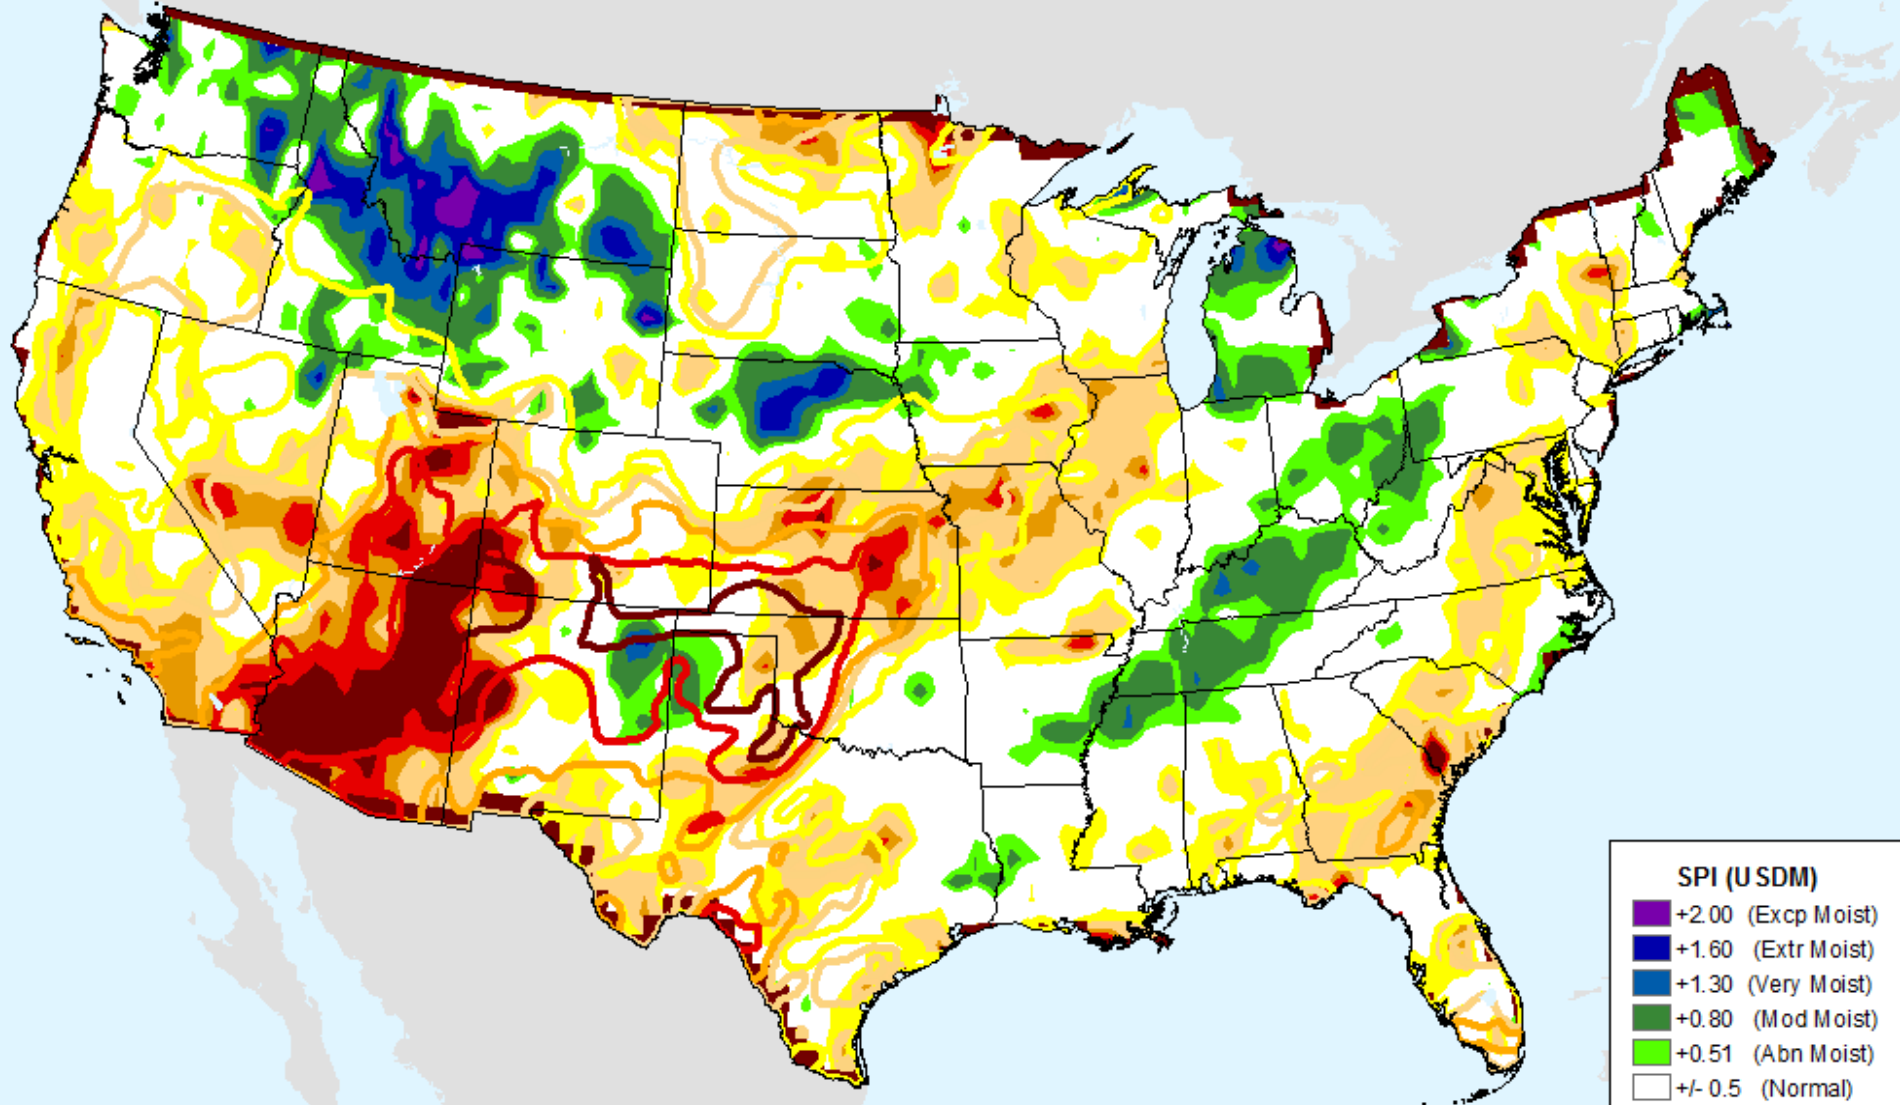 SPI (USDM)
+2.00 (Excp Moist)
+1.60 (Extr Moist)
+1.30 (Very Moist)
+0.80 (Mod Moist)
+0.51 (Abn Moist)
+/- 0.5 (Normal)